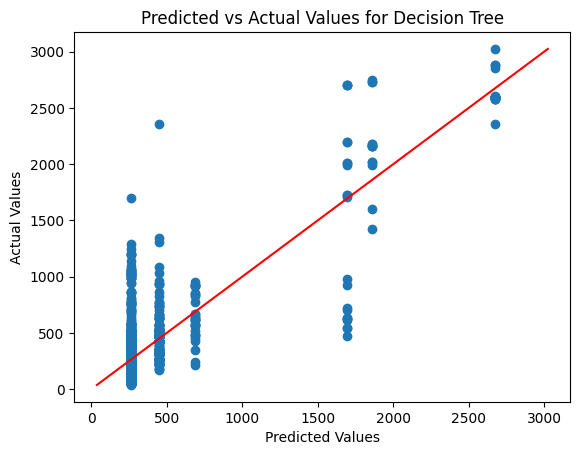 Predicted vs Actual Values for Decision Tree
3000
2500
2000
1500
1000
500
0
Actual Values
0 500 1000 1500 2000 2500 3000
Predicted Values